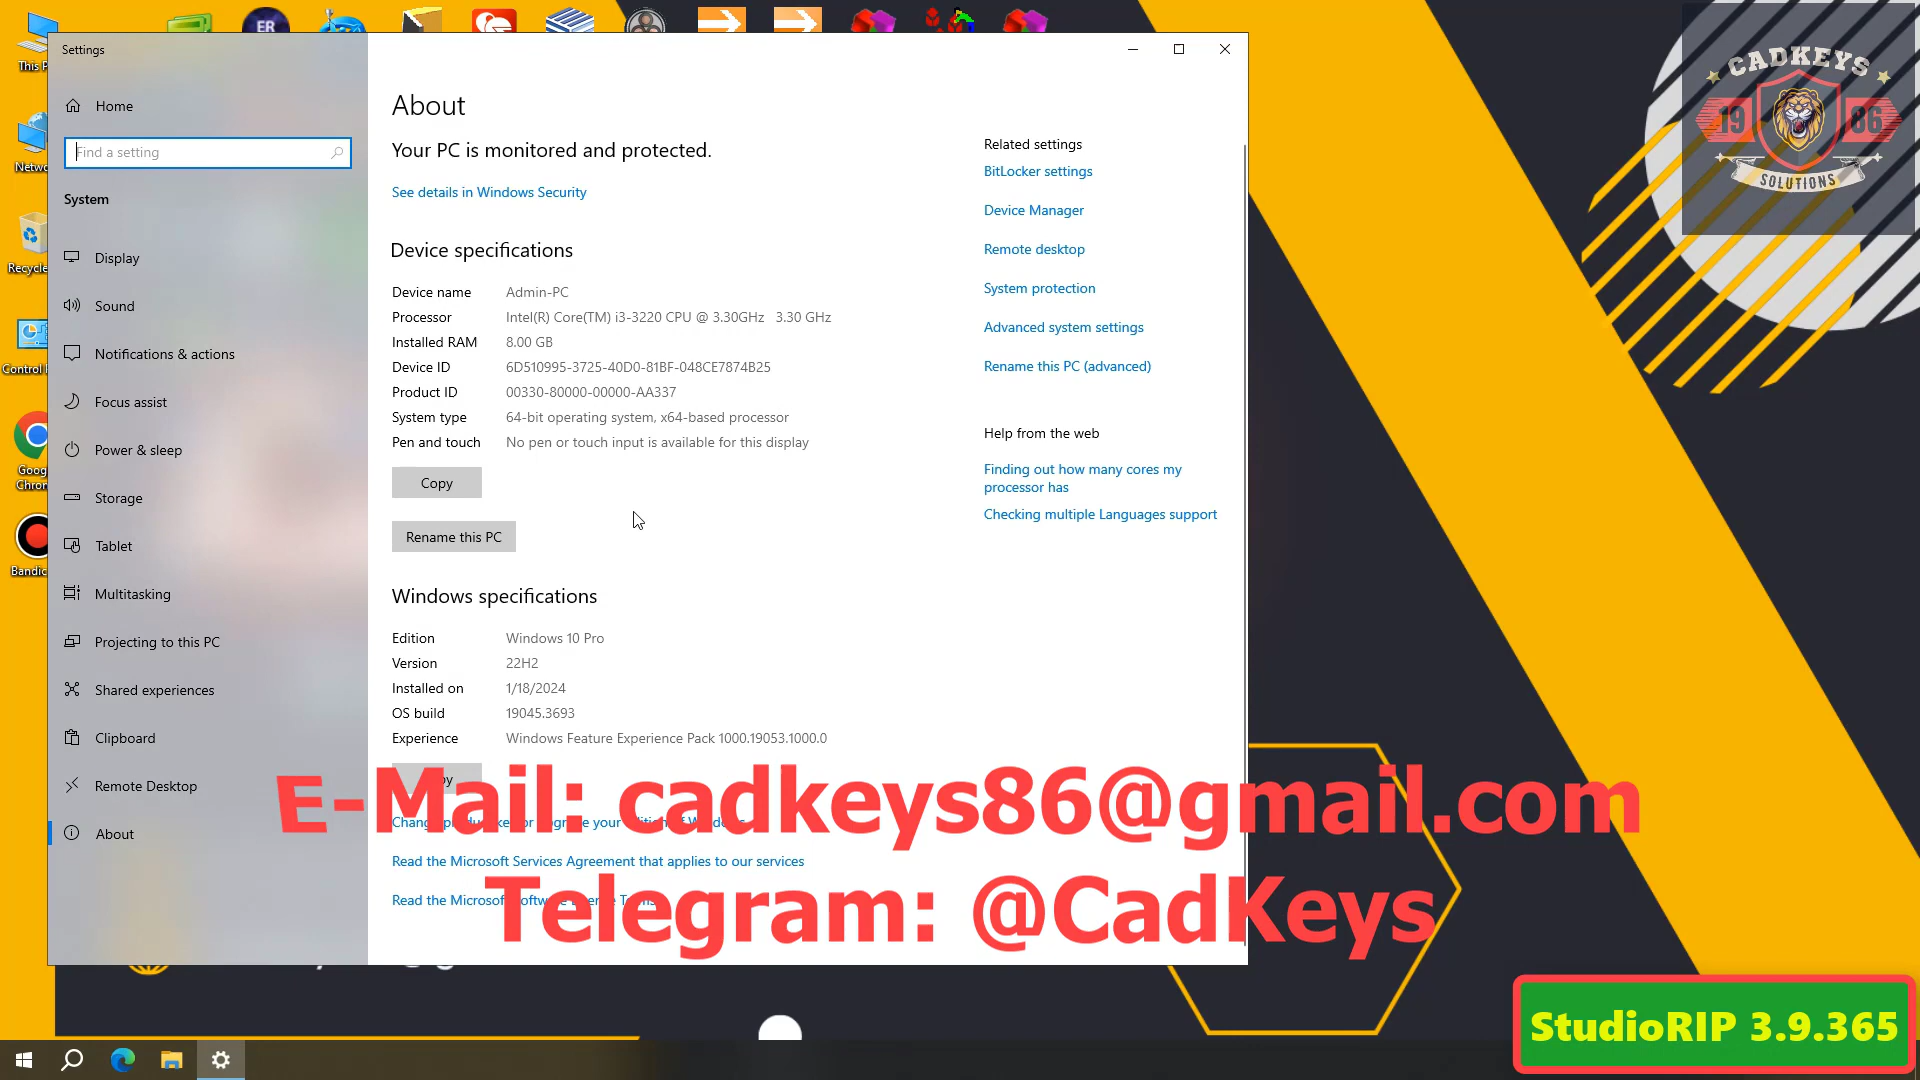 Settings
This P
Netwo
Recycle
Control
Goog
Chron
Bandic
ER
Home
Find a setting
System
Display
Sound
Notifications & actions
Focus assist
Power & sleep
Storage
Tablet
Multitasking
Projecting to this PC
Shared experiences
Clipboard
Remote Desktop
About
About
Your PC is monitored and protected.
See details in Windows Security
Device specifications
Device name Admin-PC
Processor Intel(R) Core(TM) i3-3220 CPU @ 3.30GHz 3.30 GHz
Installed RAM 8.00 GB
Device ID 6D510995-3725-40D0-81BF-048CE7874B25
Product ID 00330-80000-00000-AA337
System type 64-bit operating system, x64-based processor
Pen and touch No pen or touch input is available for this display
Copy
Rename this PC
Windows specifications
Edition Windows 10 Pro
Version 22H2
Installed on 1/18/2024
OS build 19045.3693
Experience Windows Feature Experience Pack 1000.19053.1000.0
Read the Microsoft Services Agreement that applies to our services
Related settings
BitLocker settings
Device Manager
Remote desktop
System protection
Advanced system settings
Rename this PC (advanced)
Help from the web
Finding out how many cores my
processor has
Checking multiple Languages support
CADKEYS
19 86
SOLUTIONS
E-Mail: cadkeys86@gmail.com
Telegram: @CadKeys
StudioRIP 3.9.365